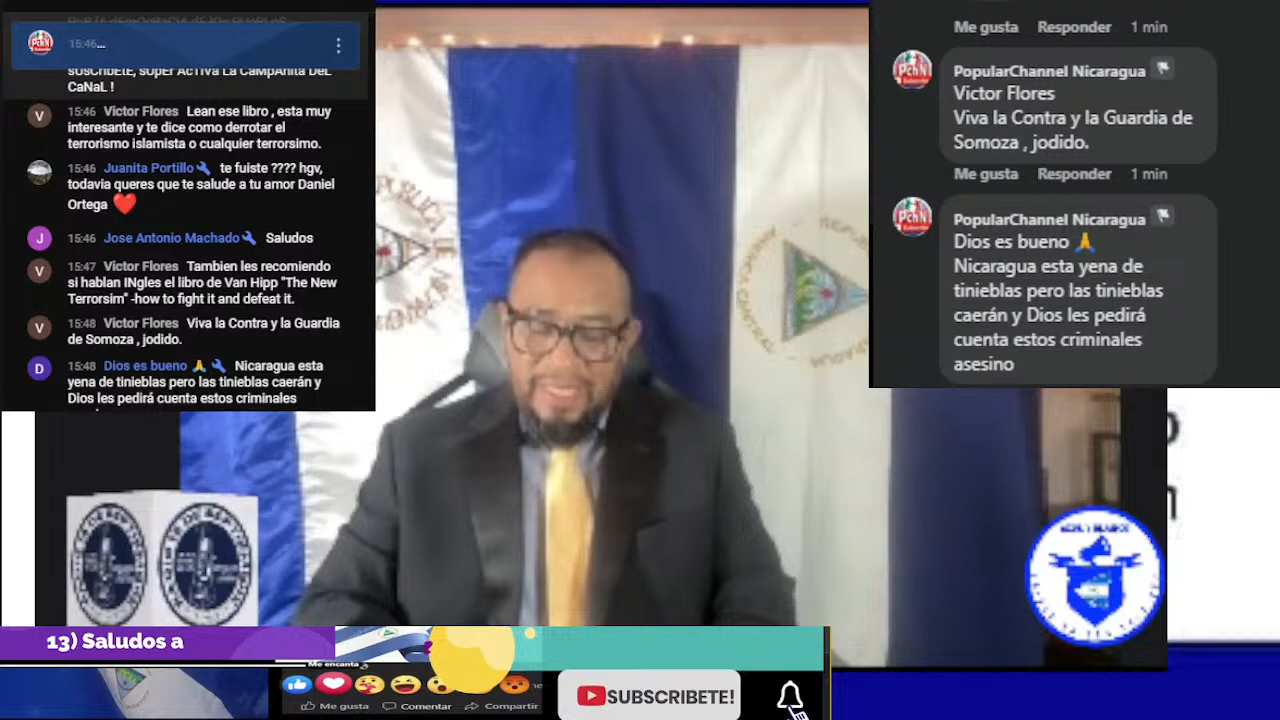 15:46...
SUSCRIBETE, SUPER ACTIVA LA CAMPANITA DEL
CANAL !
15:46 Victor Flores Lean ese libro , esta muy
interesante y te dice como derrotar el
terrorismo islamista o cualquier terrorsimo.
15:46 Juanita Portillo te fuiste ???? hgv,
todavia queres que te salude a tu amor Daniel
Ortega ❤️
15:46 Jose Antonio Machado Saludos
15:47 Victor Flores Tambien les recomiendo
si hablan INgles el libro de Van Hipp "The New
Terrorsim" -how to fight it and defeat it.
15:48 Victor Flores Viva la Contra y la Guardia
de Somoza , jodido.
15:48 Dios es bueno 🙏 Nicaragua esta
yena de tinieblas pero las tinieblas caerán y
Dios les pedirá cuenta estos criminales
Me gusta Responder 1 min
PopularChannel Nicaragua
Victor Flores
Viva la Contra y la Guardia de
Somoza , jodido.
Me gusta Responder 1 min
PopularChannel Nicaragua
Dios es bueno 🙏
Nicaragua esta yena de
tinieblas pero las tinieblas
caerán y Dios les pedirá
cuenta estos criminales
asesino
13) Saludos a
Me encanta
Me gusta Comentar Compartir
SUBSCRIBETE!